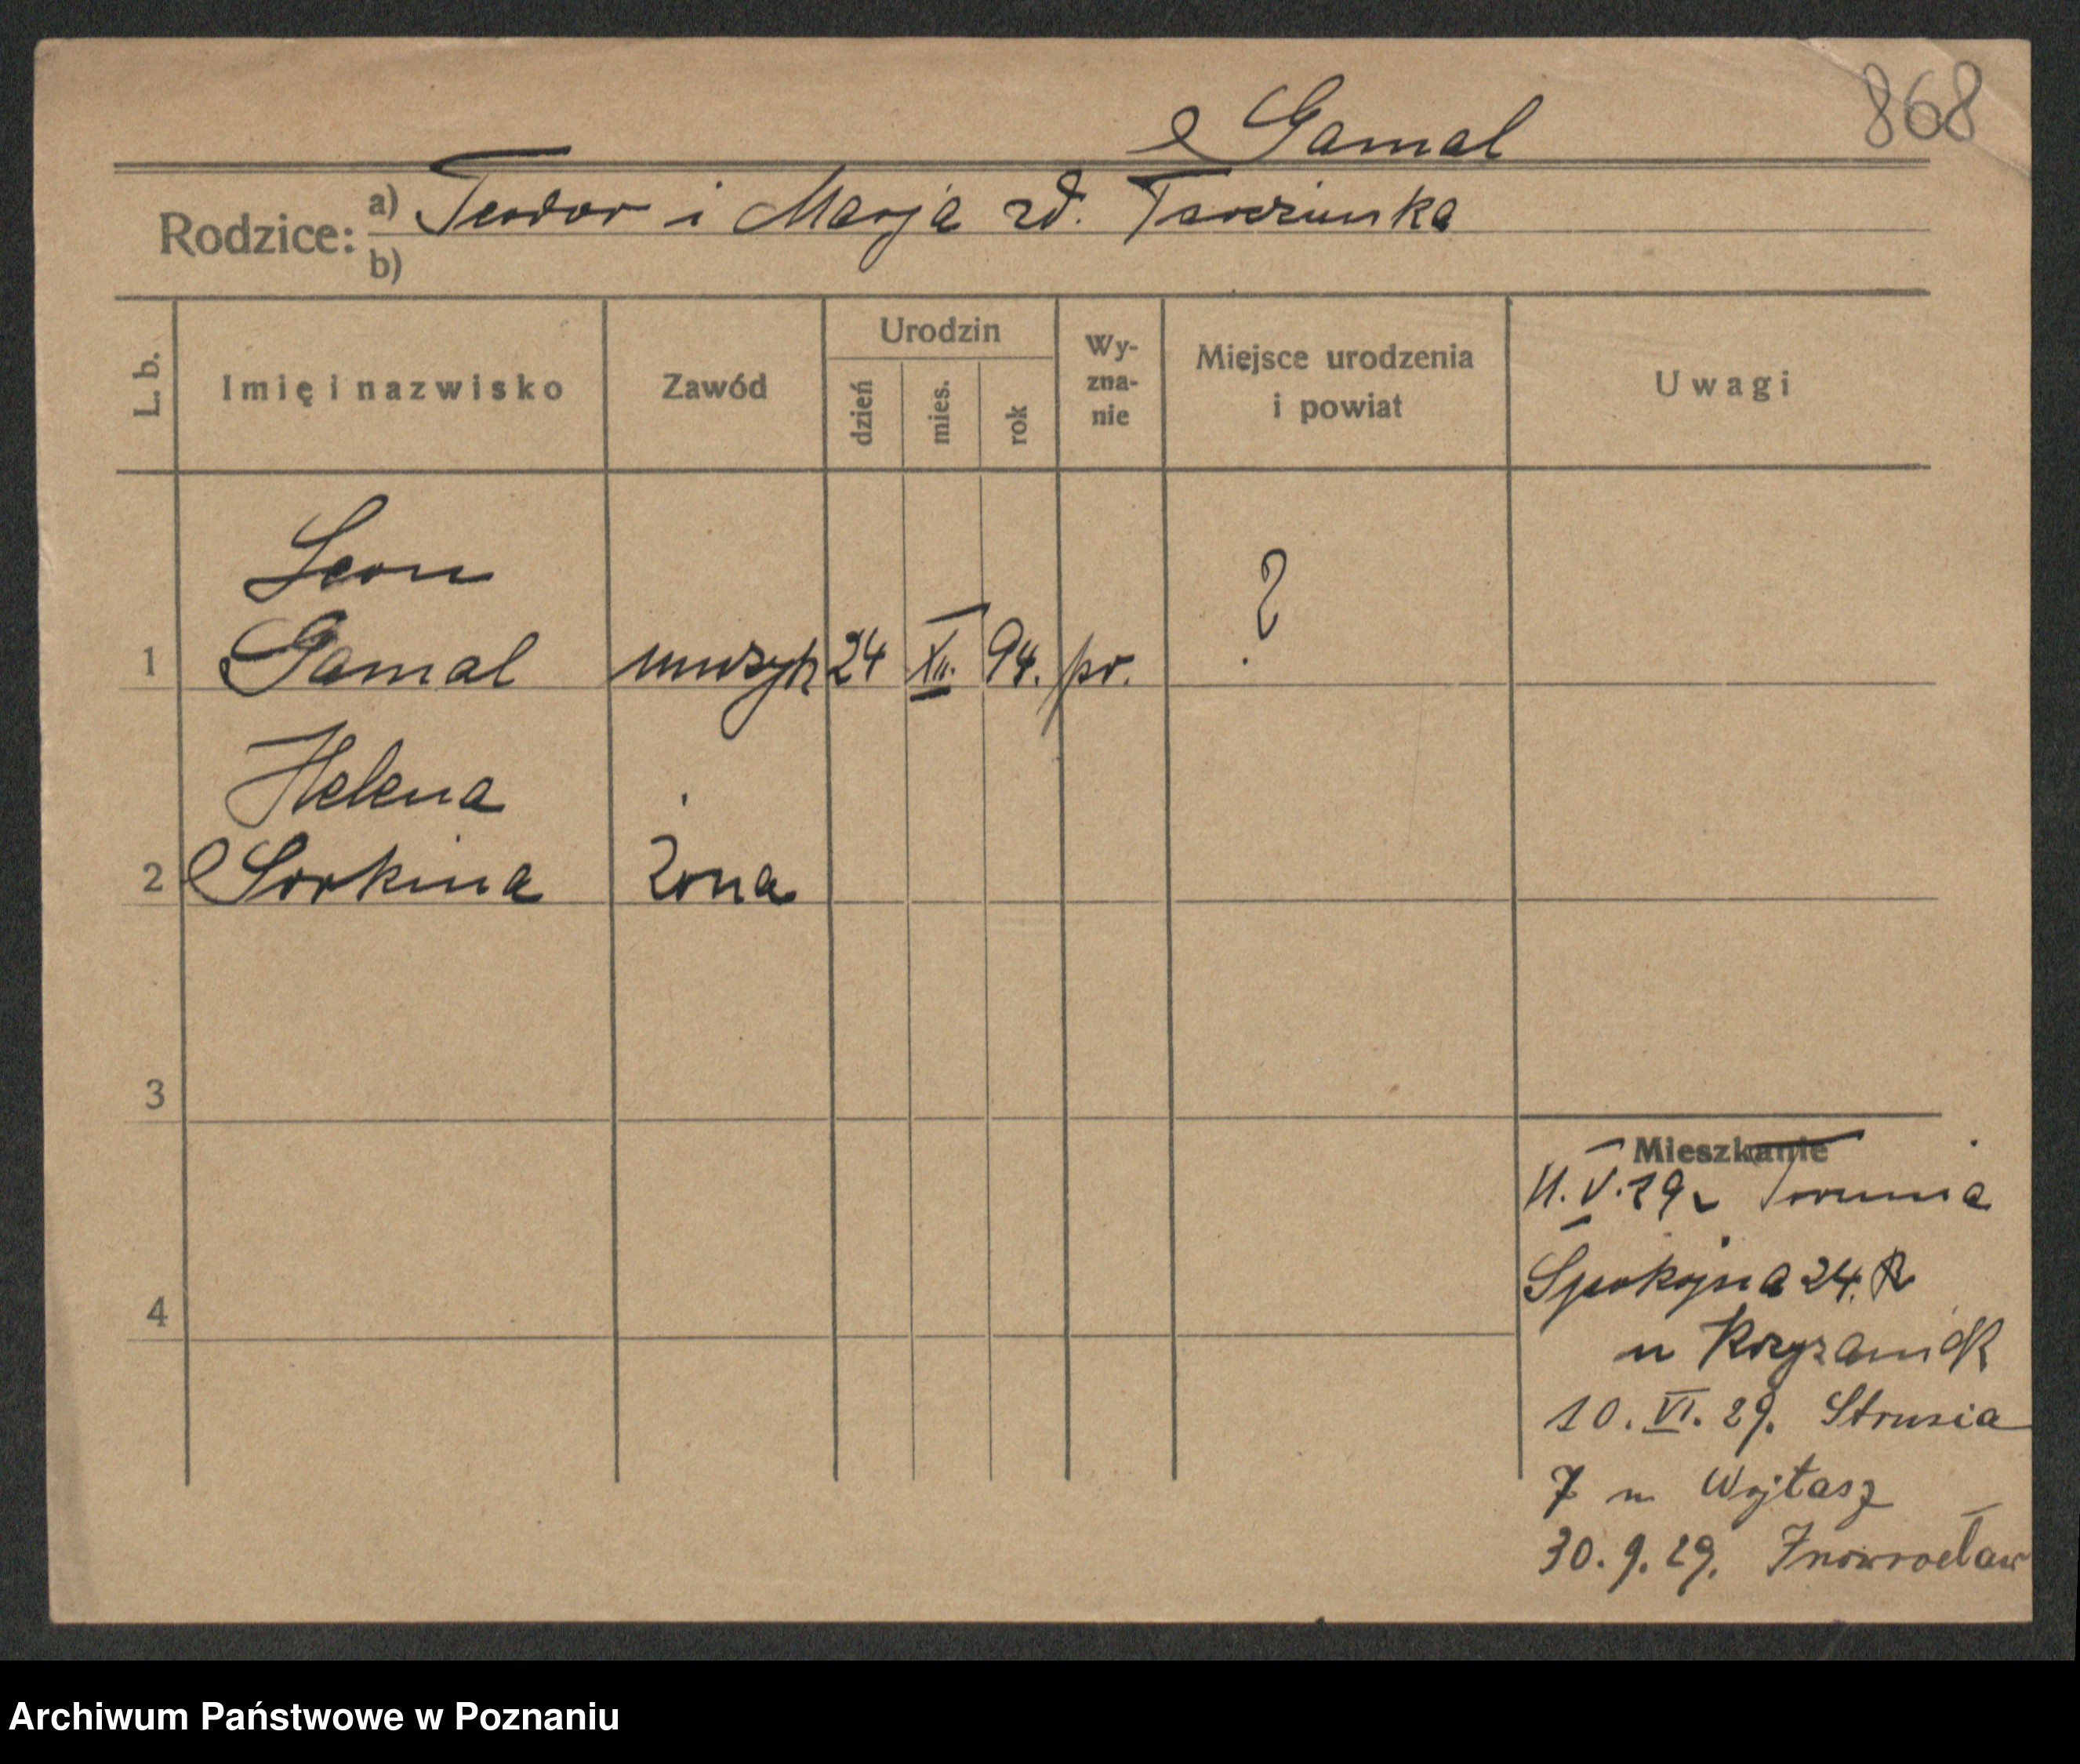 868
Gamal
Rodzice: a) Teodor i Marja zd.
b)
L. b. Imię i nazwisko Zawód Urodzin dzień mies. rok Wy-zna-nie Miejsce urodzenia i powiat Uwagi
Leon
1 Gamal muzyk 24 XII. 94. pr. ?
Helena
2 Sorkina żona
3
4
Mieszkanie
11. V. 29 z Torunia
Spokojna 24.
u
10. VI. 29. Strusia
7 u Wojtasz
30. 9. 29. Inowrocław
Archiwum Państwowe w Poznaniu